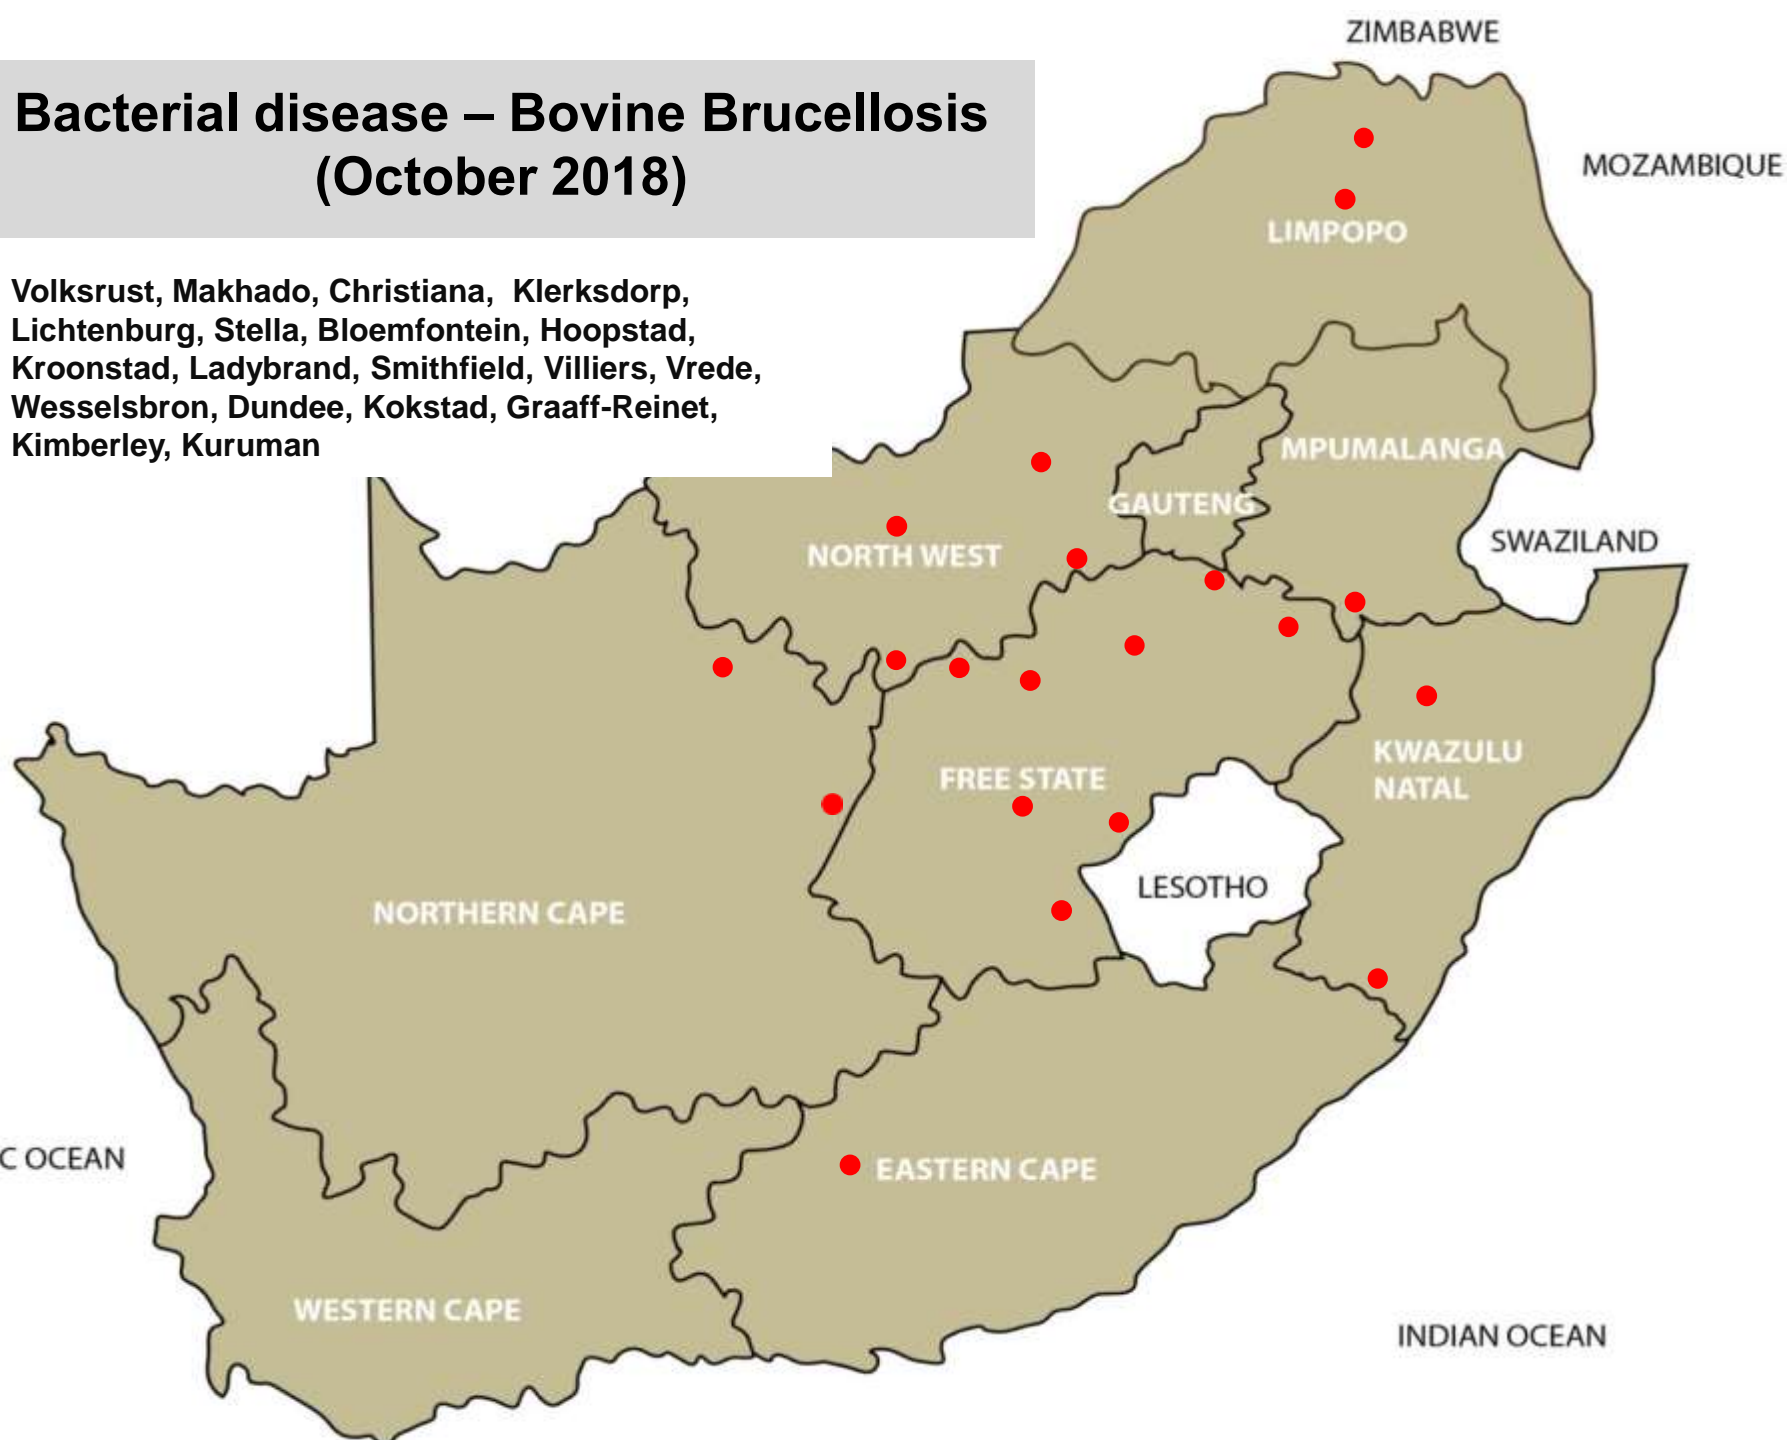 Bacterial disease – Bovine Brucellosis
(October 2018)
Volksrust, Makhado, Christiana, Klerksdorp,
Lichtenburg, Stella, Bloemfontein, Hoopstad,
Kroonstad, Ladybrand, Smithfield, Villiers, Vrede,
Wesselsbron, Dundee, Kokstad, Graaff-Reinet,
Kimberley, Kuruman
ZIMBABWE
MOZAMBIQUE
LIMPOPO
MPUMALANGA
GAUTENG
SWAZILAND
NORTH WEST
KWAZULU
NATAL
FREE STATE
LESOTHO
NORTHERN CAPE
C OCEAN
EASTERN CAPE
WESTERN CAPE
INDIAN OCEAN